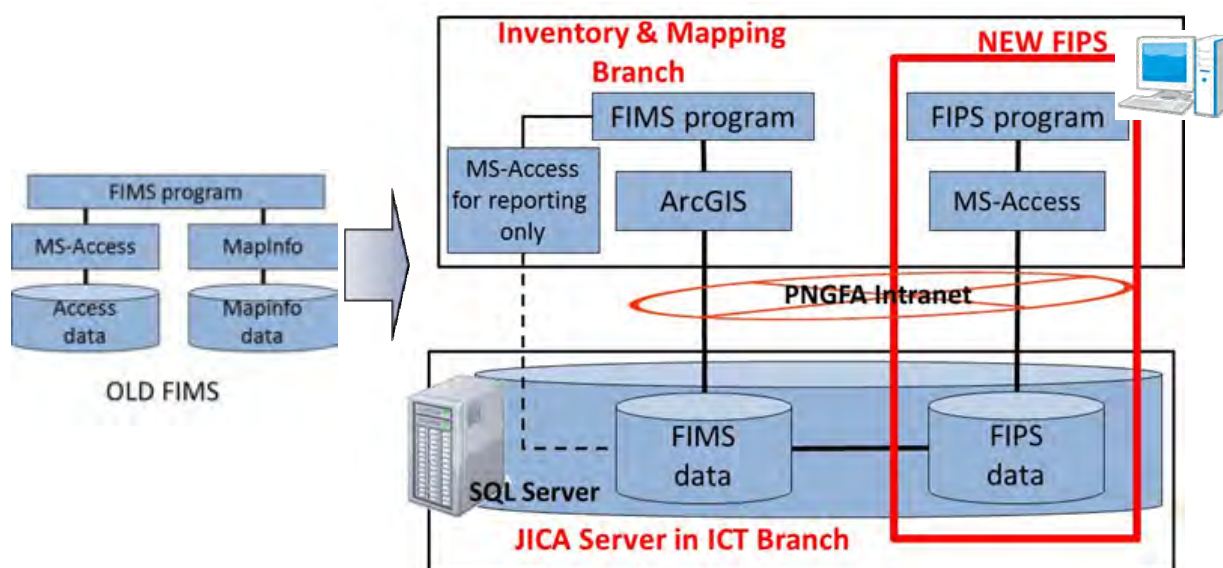 FIMS program
MS-Access
MapInfo
Access
data
Mapinfo
data
OLD FIMS
Inventory & Mapping
Branch
NEW FIPS
FIMS program
FIPS program
MS-Access
for reporting
only
ArcGIS
MS-Access
PNGFA Intranet
FIMS
data
FIPS
data
SQL Server
JICA Server in ICT Branch